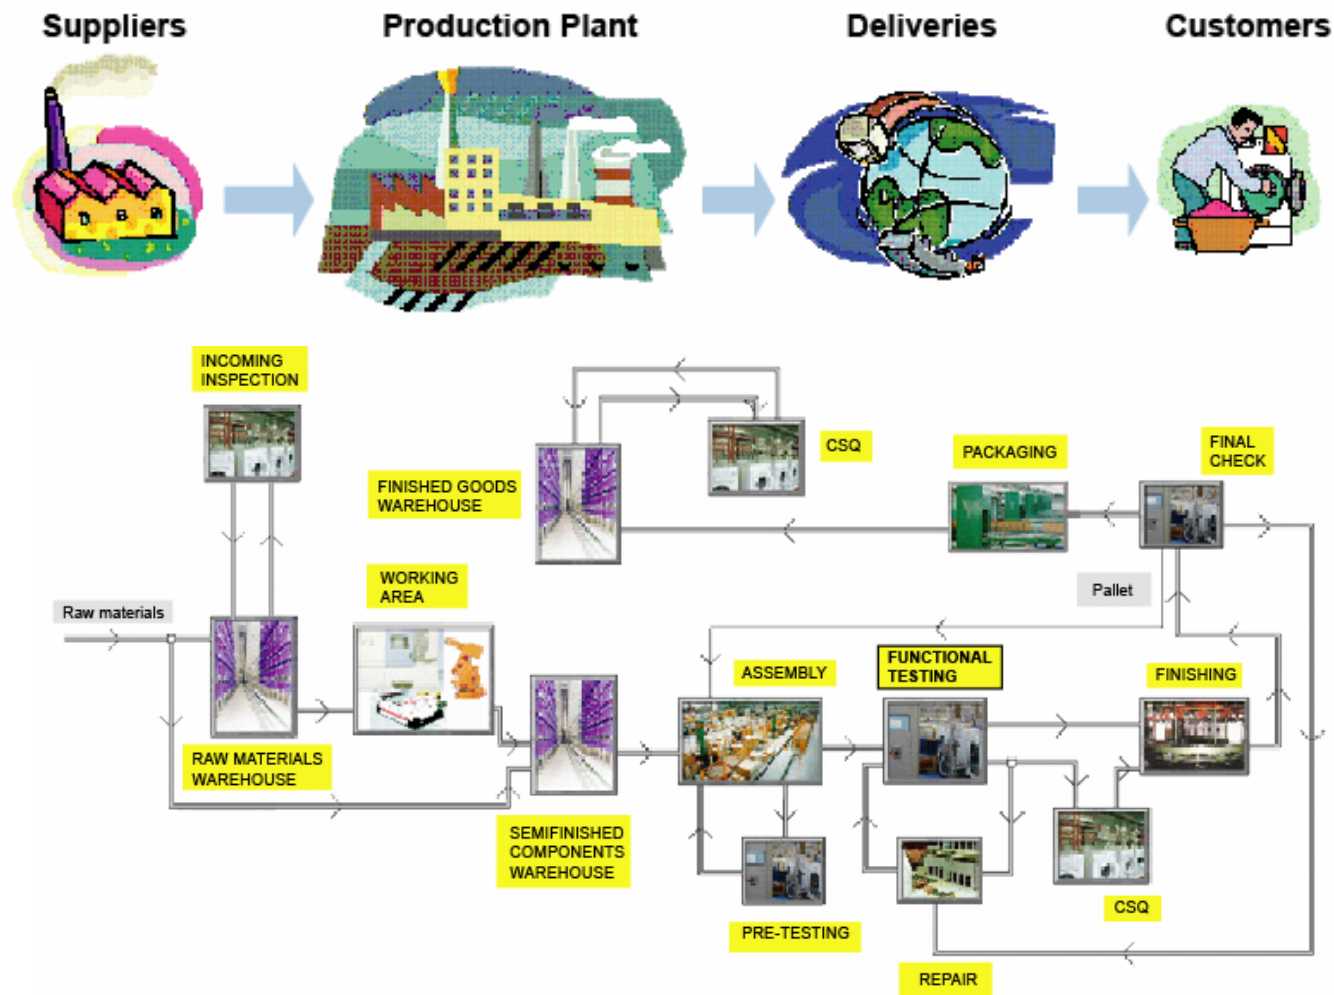 Suppliers
Production Plant
Deliveries
Customers
INCOMING
INSPECTION
FINISHED GOODS
WAREHOUSE
CSQ
PACKAGING
FINAL
CHECK
WORKING
AREA
Raw materials
Pallet
ASSEMBLY
FUNCTIONAL
TESTING
FINISHING
RAW MATERIALS
WAREHOUSE
SEMIFINISHED
COMPONENTS
WAREHOUSE
PRE-TESTING
REPAIR
CSQ